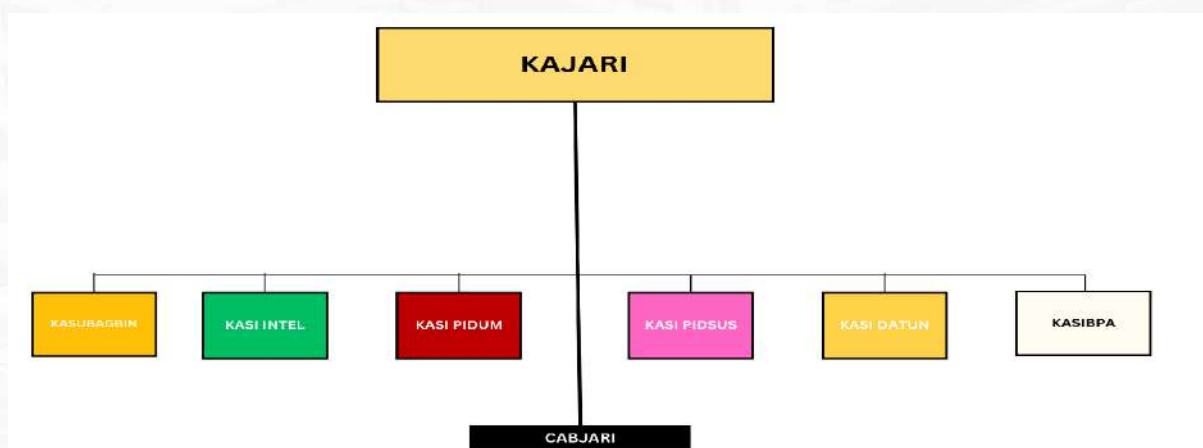 KAJARI
KASUBAGBIN
KASI INTEL
KASI PIDUM
KASI PIDSUS
KASI DATUN
KASIBPA
CABJARI